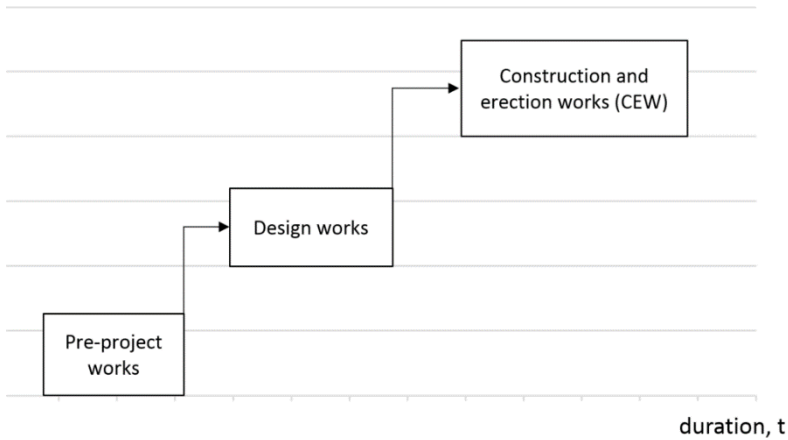 Construction and
erection works (CEW)
Design works
Pre-project
works
duration, t